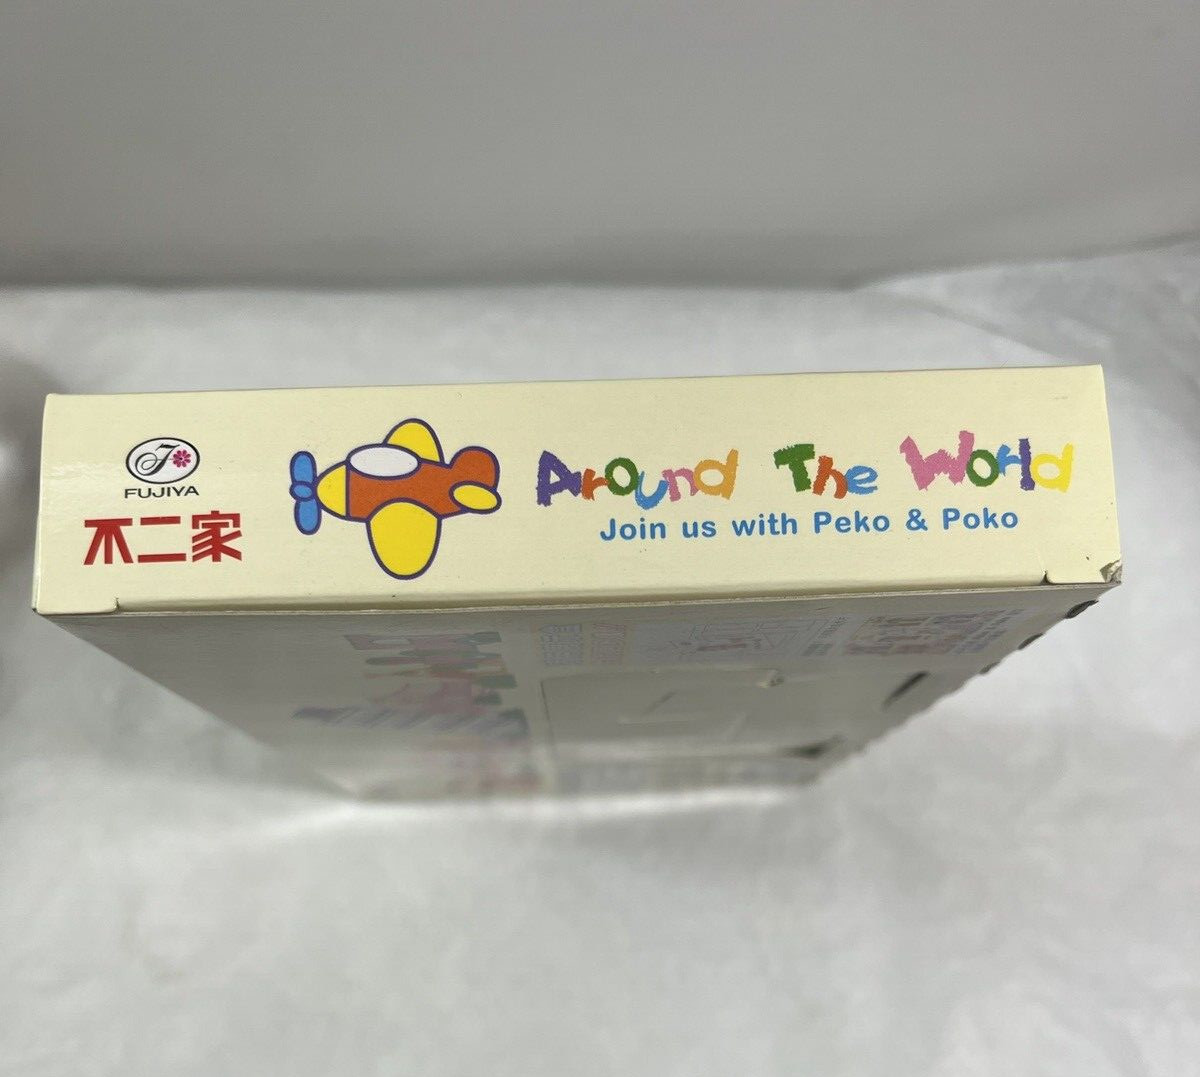 FUJIYA
不二家
Around The World
Join us with Peko & Poko